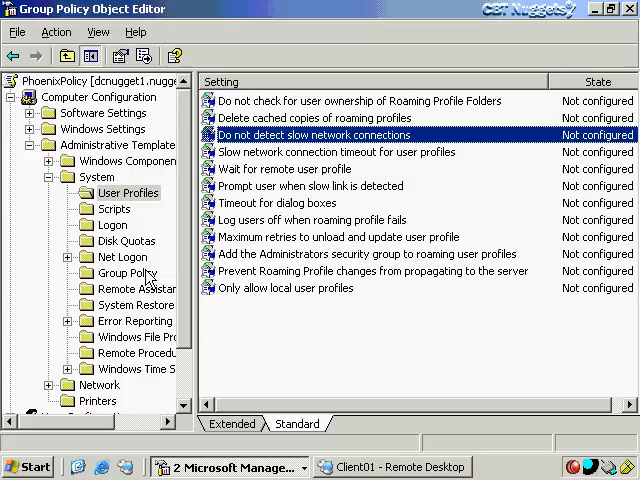 Group Policy Object Editor
CBT Nuggets
File Action View Help
PhoenixPolicy [dcnugget1.nugge
Computer Configuration
Software Settings
Windows Settings
Administrative Template
Windows Componen
System
User Profiles
Scripts
Logon
Disk Quotas
Net Logon
Group Policy
Remote Assistar
System Restore
Error Reporting
Windows File Pr
Remote Procedu
Windows Time S
Network
Printers
Setting State
Do not check for user ownership of Roaming Profile Folders Not configured
Delete cached copies of roaming profiles Not configured
Do not detect slow network connections Not configured
Slow network connection timeout for user profiles Not configured
Wait for remote user profile Not configured
Prompt user when slow link is detected Not configured
Timeout for dialog boxes Not configured
Log users off when roaming profile fails Not configured
Maximum retries to unload and update user profile Not configured
Add the Administrators security group to roaming user profiles Not configured
Prevent Roaming Profile changes from propagating to the server Not configured
Only allow local user profiles Not configured
Extended Standard
Start 2 Microsoft Manage... Client01 - Remote Desktop